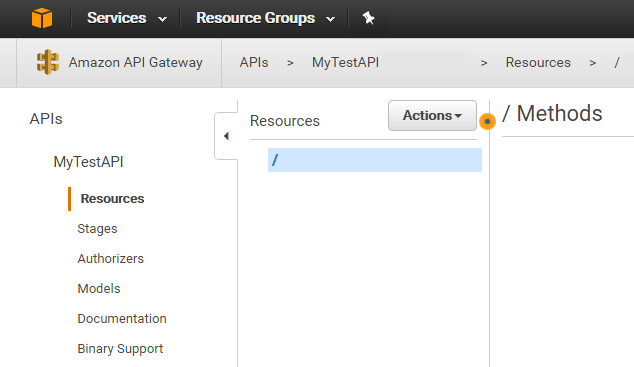 Services Resource Groups
Amazon API Gateway APIs > MyTestAPI > Resources > /
APIs
MyTestAPI
Resources
Stages
Authorizers
Models
Documentation
Binary Support
Resources Actions
/
/ Methods